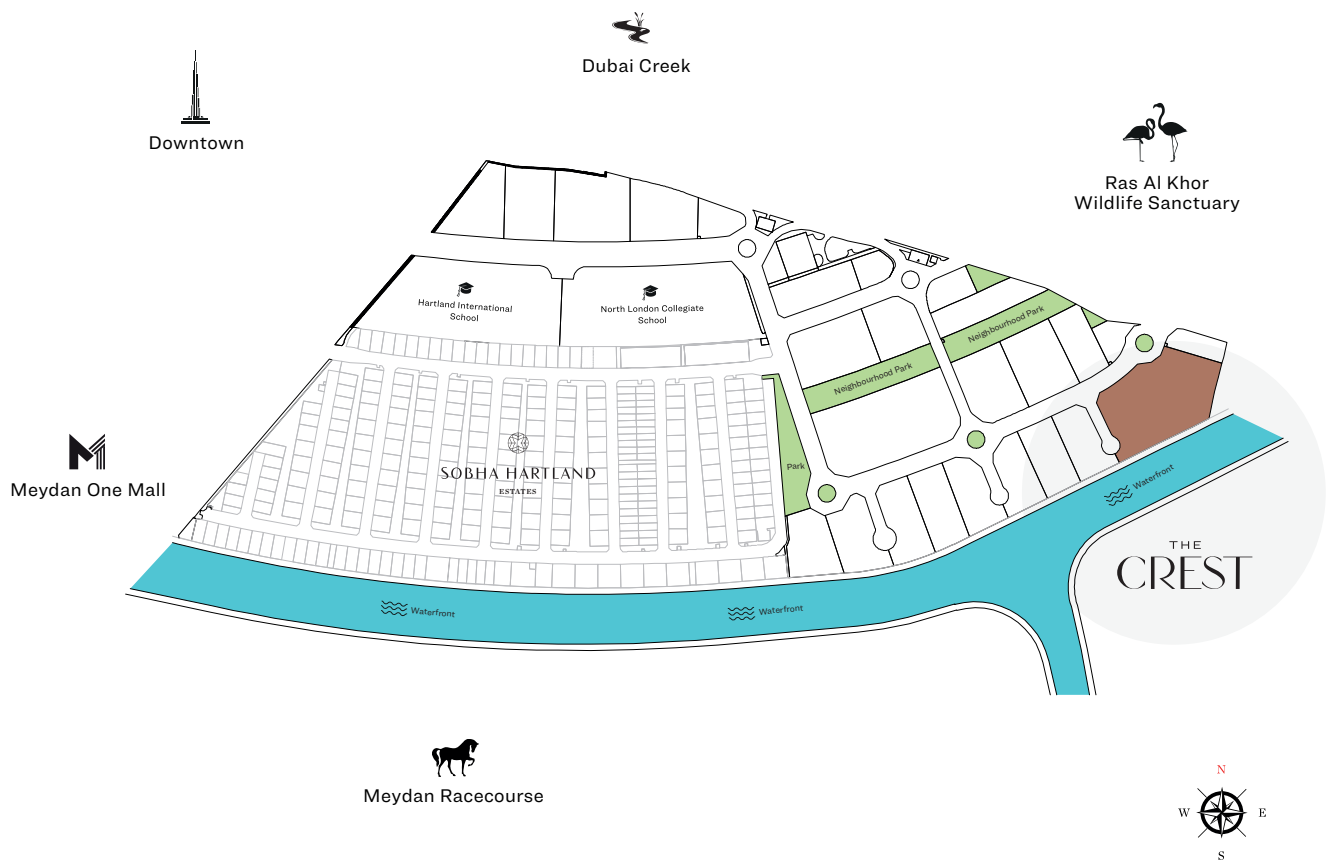 Dubai Creek
Downtown
Ras Al Khor
Wildlife Sanctuary
Hartland International
School
North London Collegiate
School
Neighbourhood Park
Neighbourhood Park
Park
SOBHA HARTLAND
ESTATES
Meydan One Mall
Waterfront
THE
CREST
Waterfront
Waterfront
Meydan Racecourse
N
W
E
S